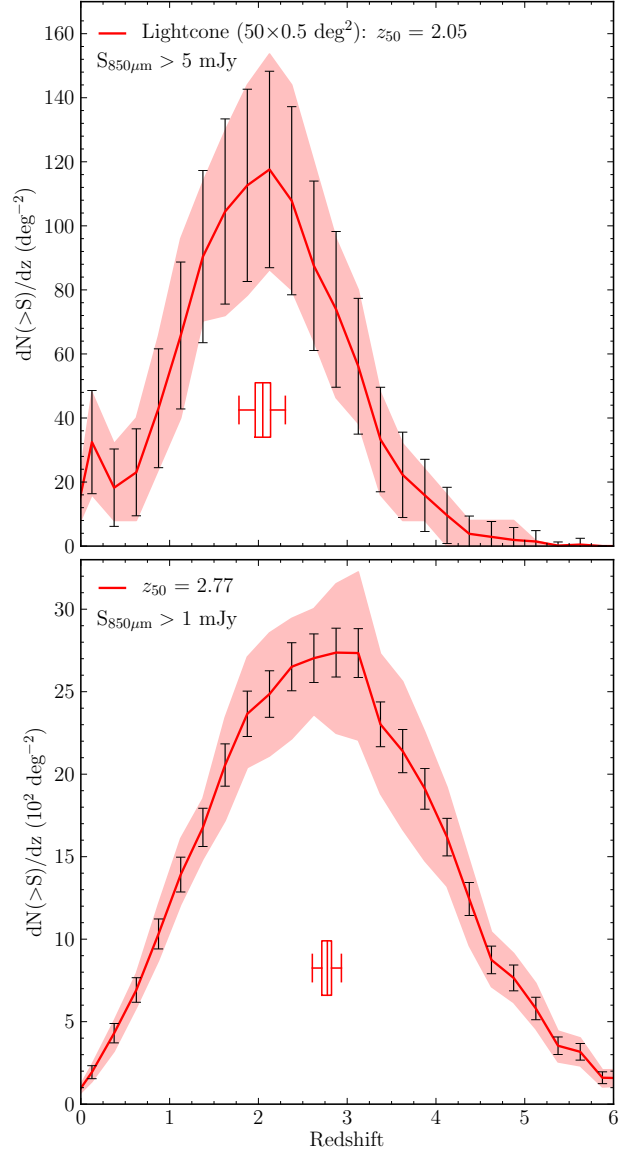 Lightcone (50×0.5 deg²): z₅₀ = 2.05
S₈₅₀μm > 5 mJy
dN(>S)/dz (deg⁻²)
160
140
120
100
80
60
40
20
0
z₅₀ = 2.77
S₈₅₀μm > 1 mJy
dN(>S)/dz (10² deg⁻²)
30
25
20
15
10
5
0
0 1 2 3 4 5 6
Redshift